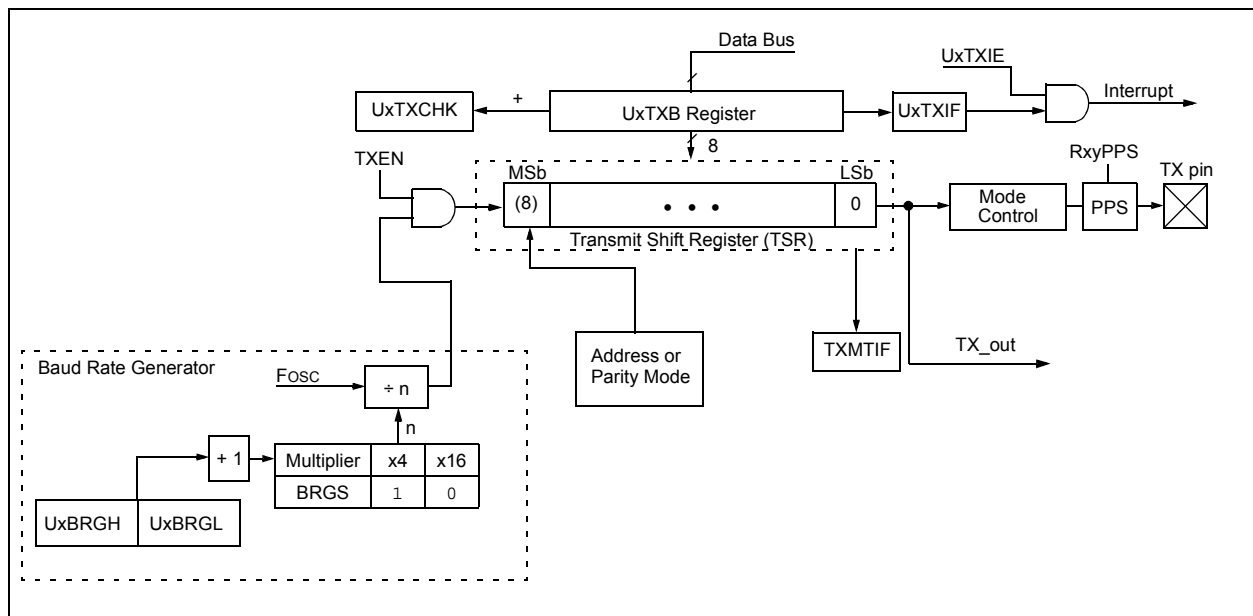 Data Bus
UxTXIE
Interrupt
UxTXCHK
+
UxTXB Register
UxTXIF
8
TXEN
RxyPPS
MSb
LSb
TX pin
(8)
• • •
0
Mode
Control
PPS
Transmit Shift Register (TSR)
Address or
Parity Mode
TXMTIF
TX_out
Baud Rate Generator
FOSC
÷ n
n
+ 1
Multiplier x4 x16
BRGS 1 0
UxBRGH UxBRGL